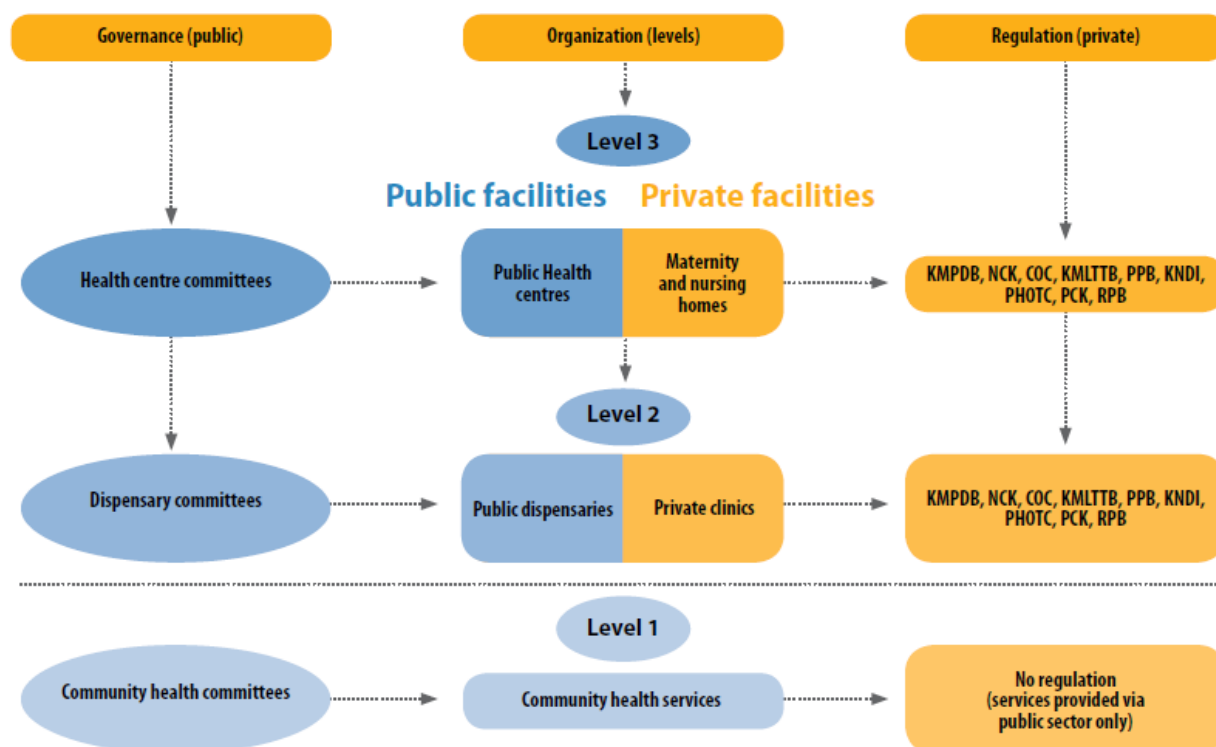 Governance (public)
Organization (levels)
Regulation (private)
Level 3
Public facilities
Private facilities
Health centre committees
Public Health
centres
Maternity
and nursing
homes
KMPDB, NCK, COC, KMLTTB, PPB, KNDI,
PHOTC, PCK, RPB
Level 2
Dispensary committees
Public dispensaries
Private clinics
KMPDB, NCK, COC, KMLTTB, PPB, KNDI,
PHOTC, PCK, RPB
Level 1
Community health committees
Community health services
No regulation
(services provided via
public sector only)